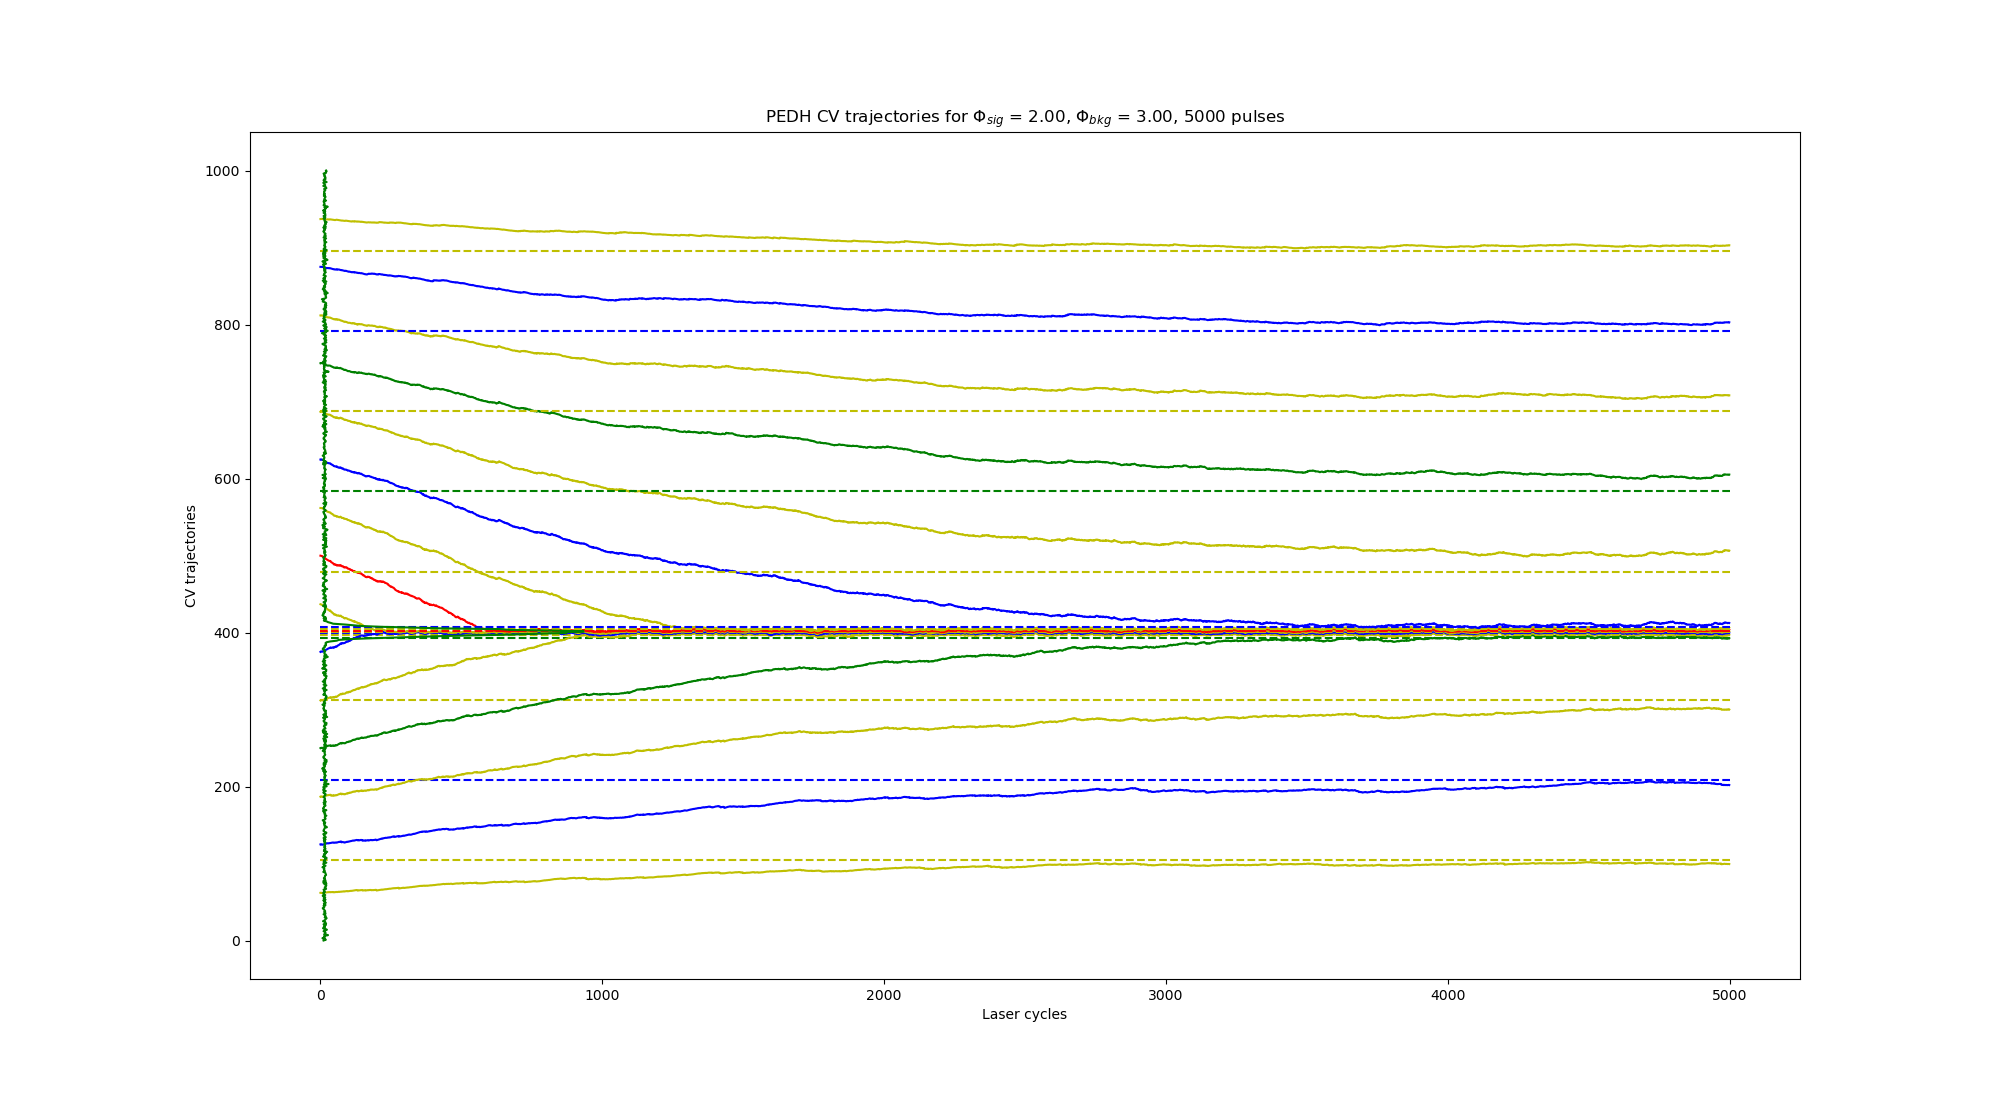 PEDH CV trajectories for Φsig = 2.00, Φbkg = 3.00, 5000 pulses
1000
800
600
400
200
0
CV trajectories
0 1000 2000 3000 4000 5000
Laser cycles